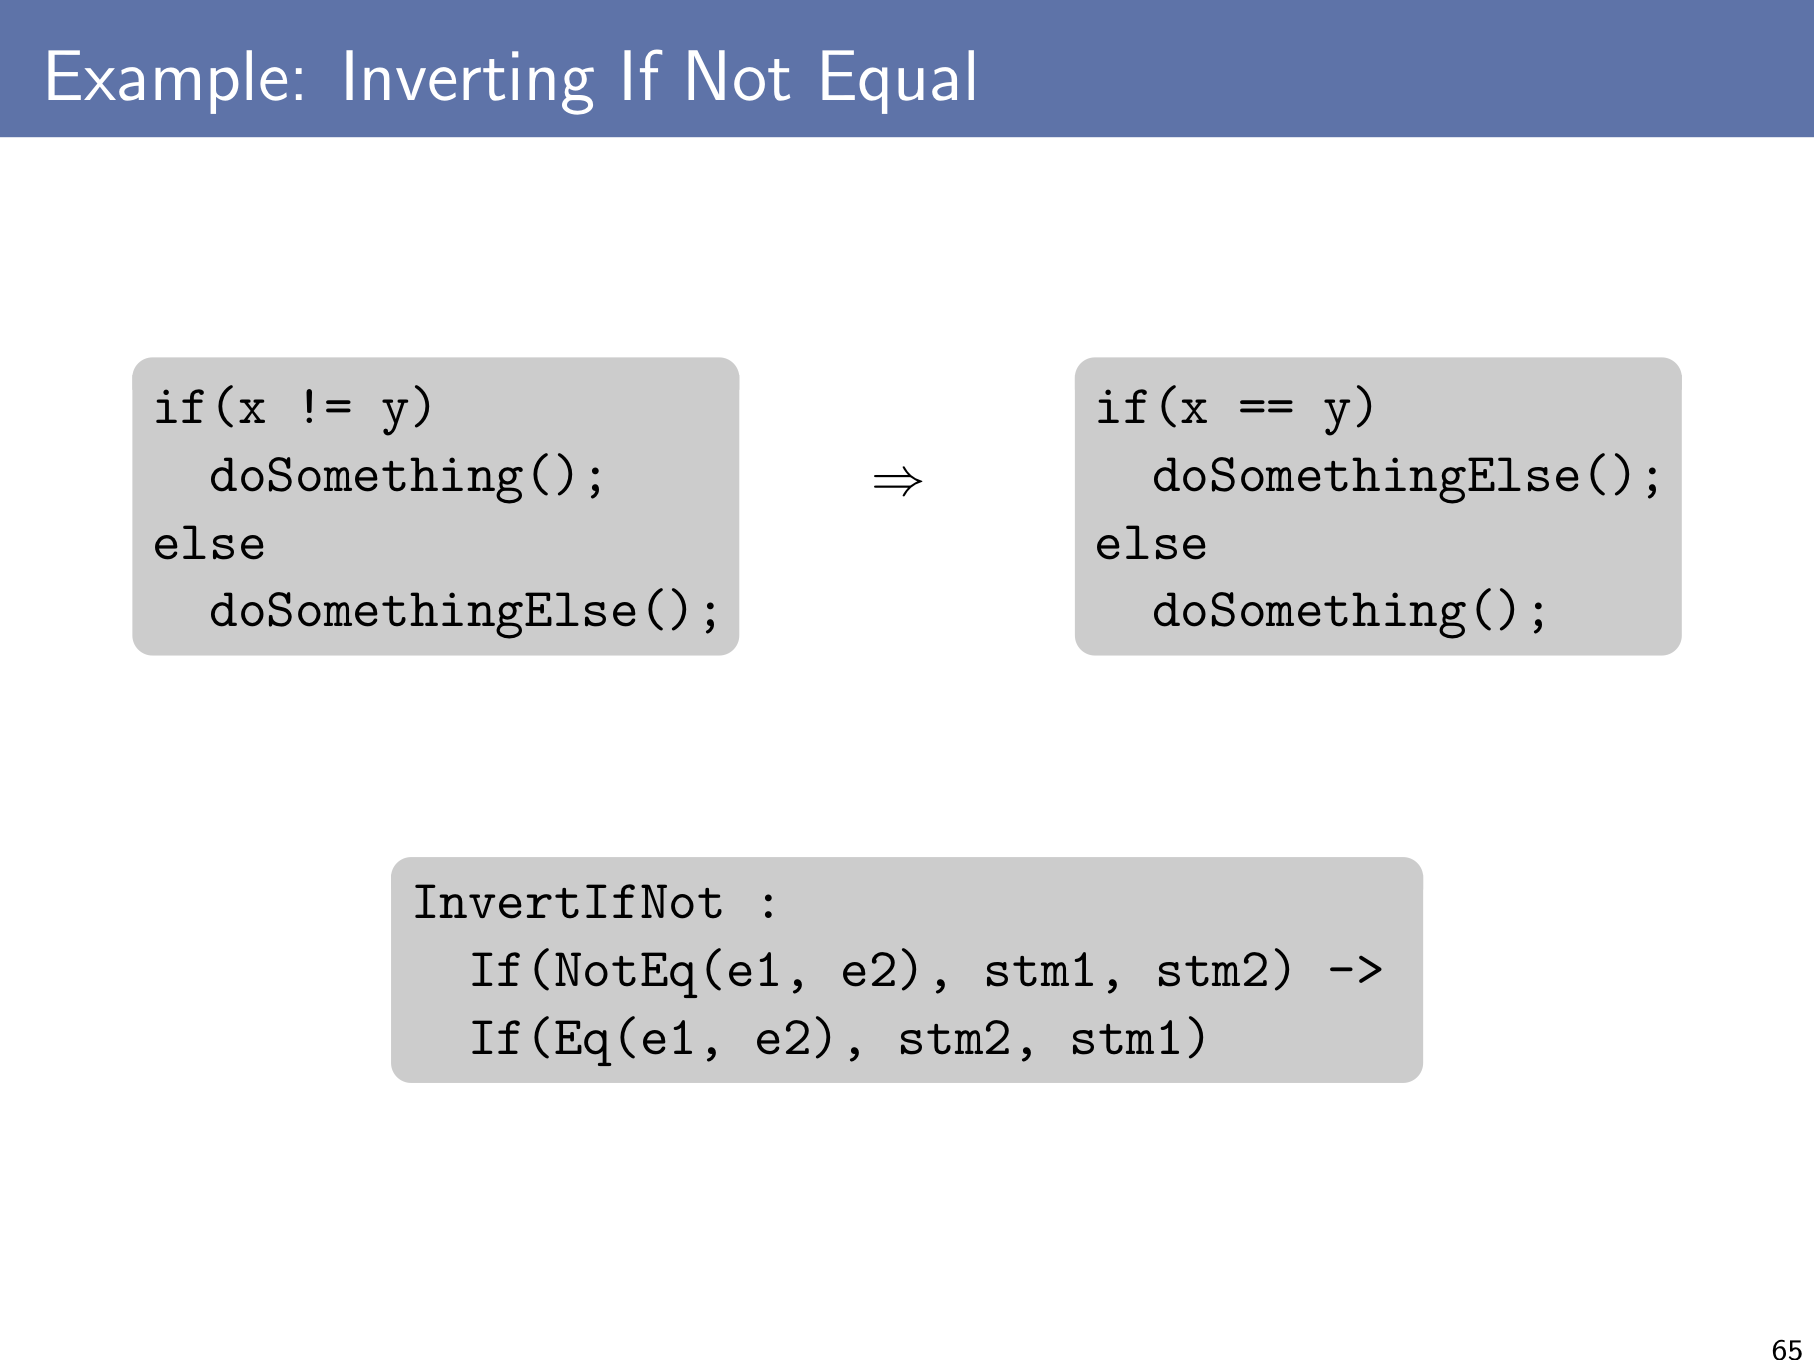 Example: Inverting If Not Equal
if(x != y)
  doSomething();
else
  doSomethingElse();
⇒
if(x == y)
  doSomethingElse();
else
  doSomething();
InvertIfNot :
  If(NotEq(e1, e2), stm1, stm2) ->
  If(Eq(e1, e2), stm2, stm1)
65